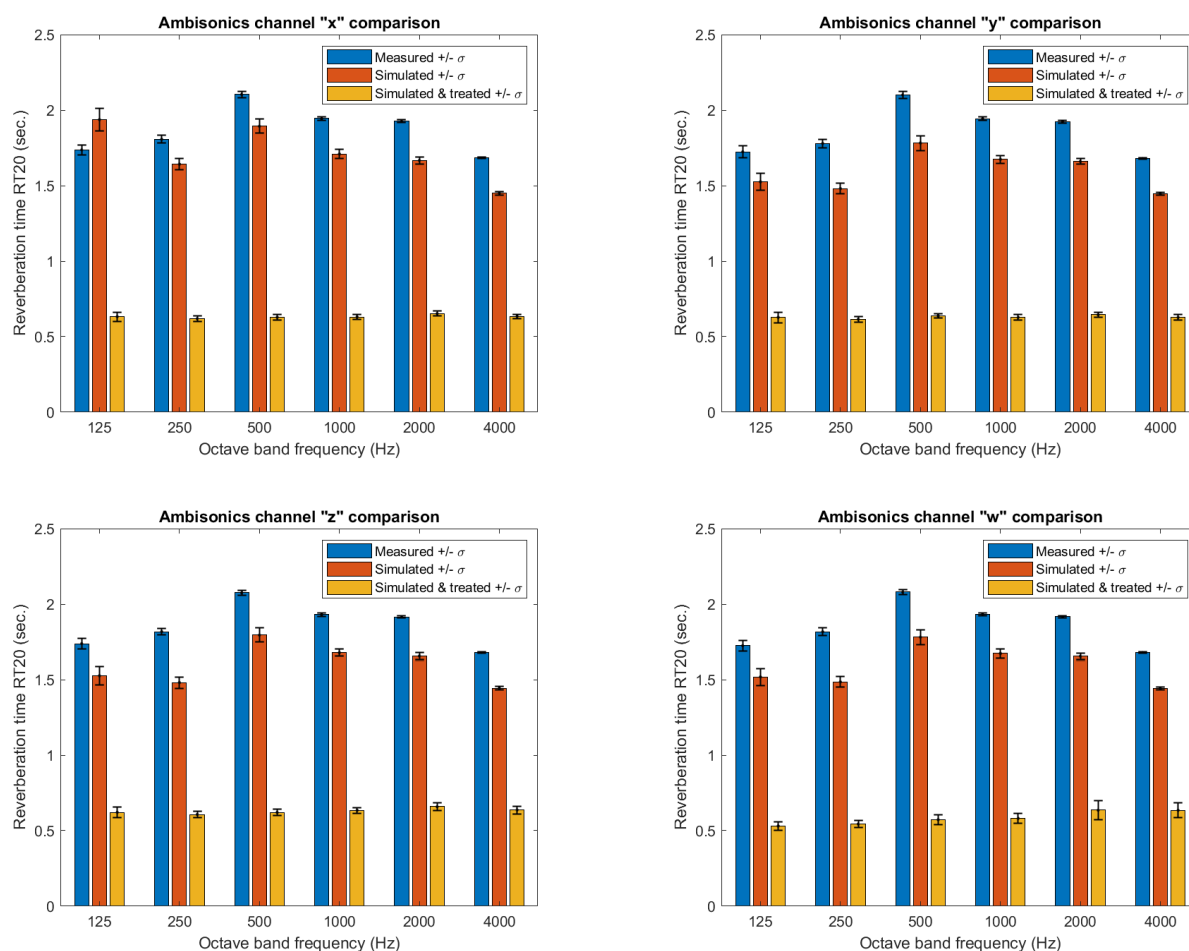 Ambisonics channel "x" comparison
2.5
2
1.5
1
0.5
0
Reverberation time RT20 (sec.)
Measured +/- σ
Simulated +/- σ
Simulated & treated +/- σ
125 250 500 1000 2000 4000
Octave band frequency (Hz)
Ambisonics channel "y" comparison
2.5
2
1.5
1
0.5
0
Reverberation time RT20 (sec.)
Measured +/- σ
Simulated +/- σ
Simulated & treated +/- σ
125 250 500 1000 2000 4000
Octave band frequency (Hz)
Ambisonics channel "z" comparison
2.5
2
1.5
1
0.5
0
Reverberation time RT20 (sec.)
Measured +/- σ
Simulated +/- σ
Simulated & treated +/- σ
125 250 500 1000 2000 4000
Octave band frequency (Hz)
Ambisonics channel "w" comparison
2.5
2
1.5
1
0.5
0
Reverberation time RT20 (sec.)
Measured +/- σ
Simulated +/- σ
Simulated & treated +/- σ
125 250 500 1000 2000 4000
Octave band frequency (Hz)